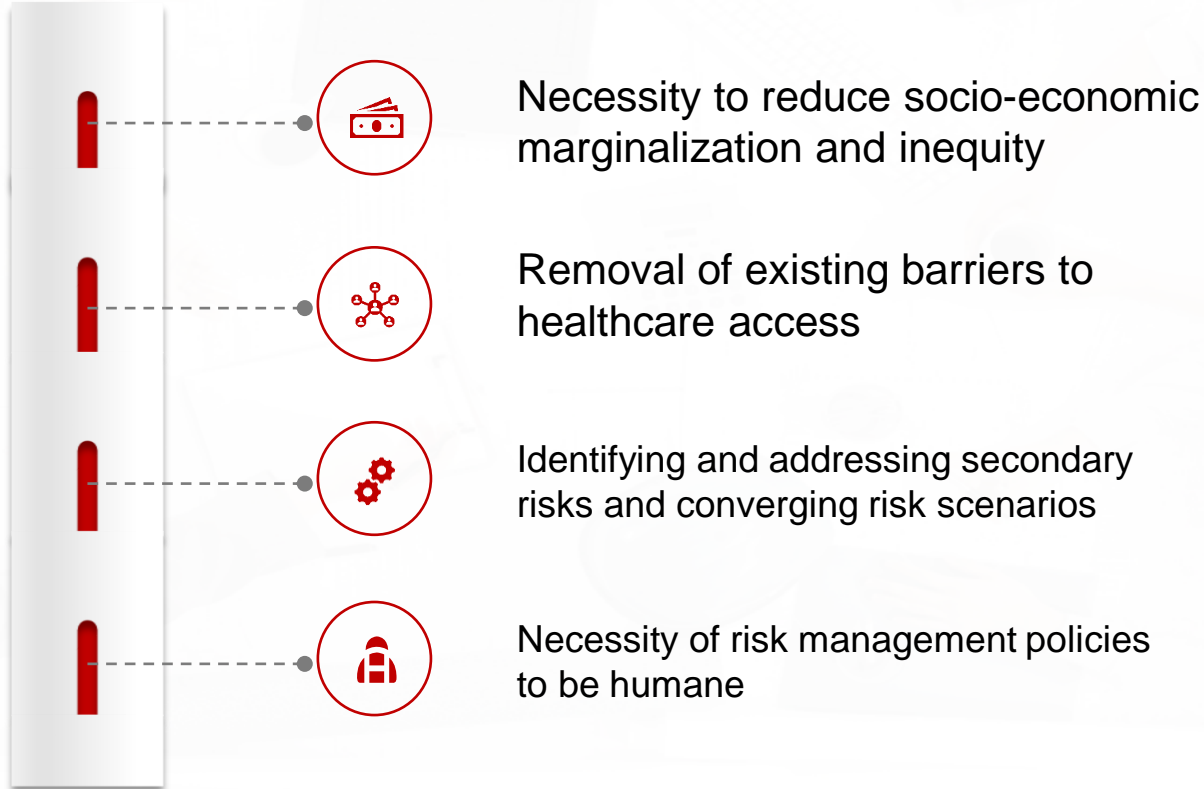 Necessity to reduce socio-economic
marginalization and inequity
Removal of existing barriers to
healthcare access
Identifying and addressing secondary
risks and converging risk scenarios
Necessity of risk management policies
to be humane